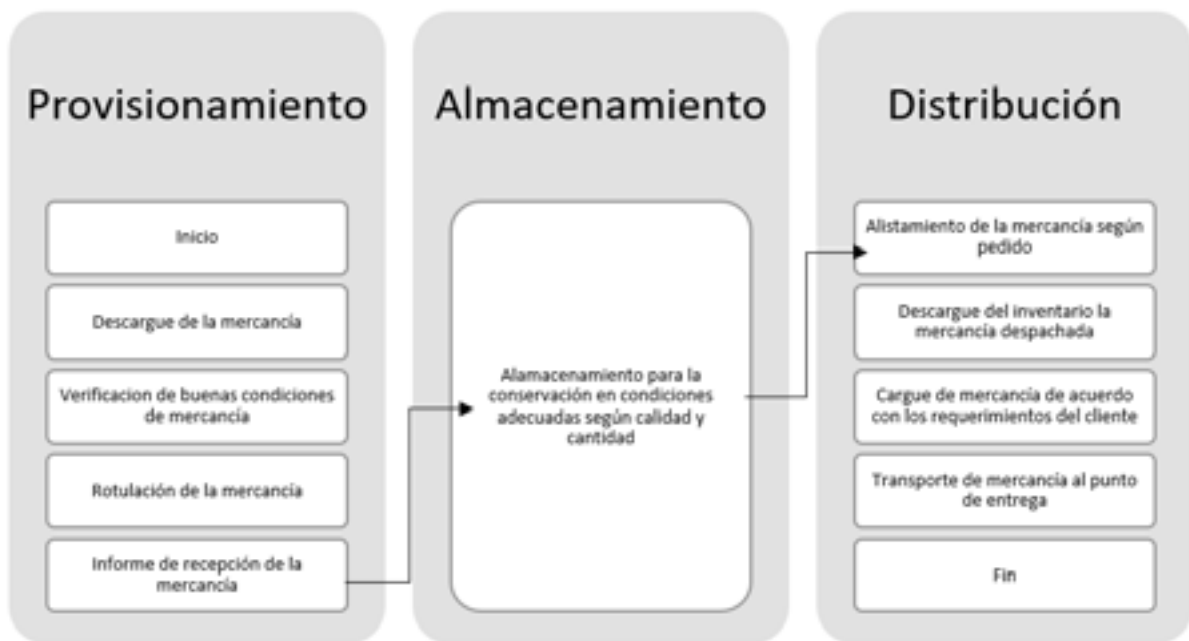 Provisionamiento
Inicio
Descargue de la mercancía
Verificacion de buenas condiciones
de mercancía
Rotulación de la mercancía
Informe de recepción de la
mercancía
Almacenamiento
Alamacenamiento para la
conservación en condiciones
adecuadas según calidad y
cantidad
Distribución
Alistamiento de la mercancía según
pedido
Descargue del inventario la
mercancía despachada
Cargue de mercancía de acuerdo
con los requerimientos del cliente
Transporte de mercancía al punto
de entrega
Fin